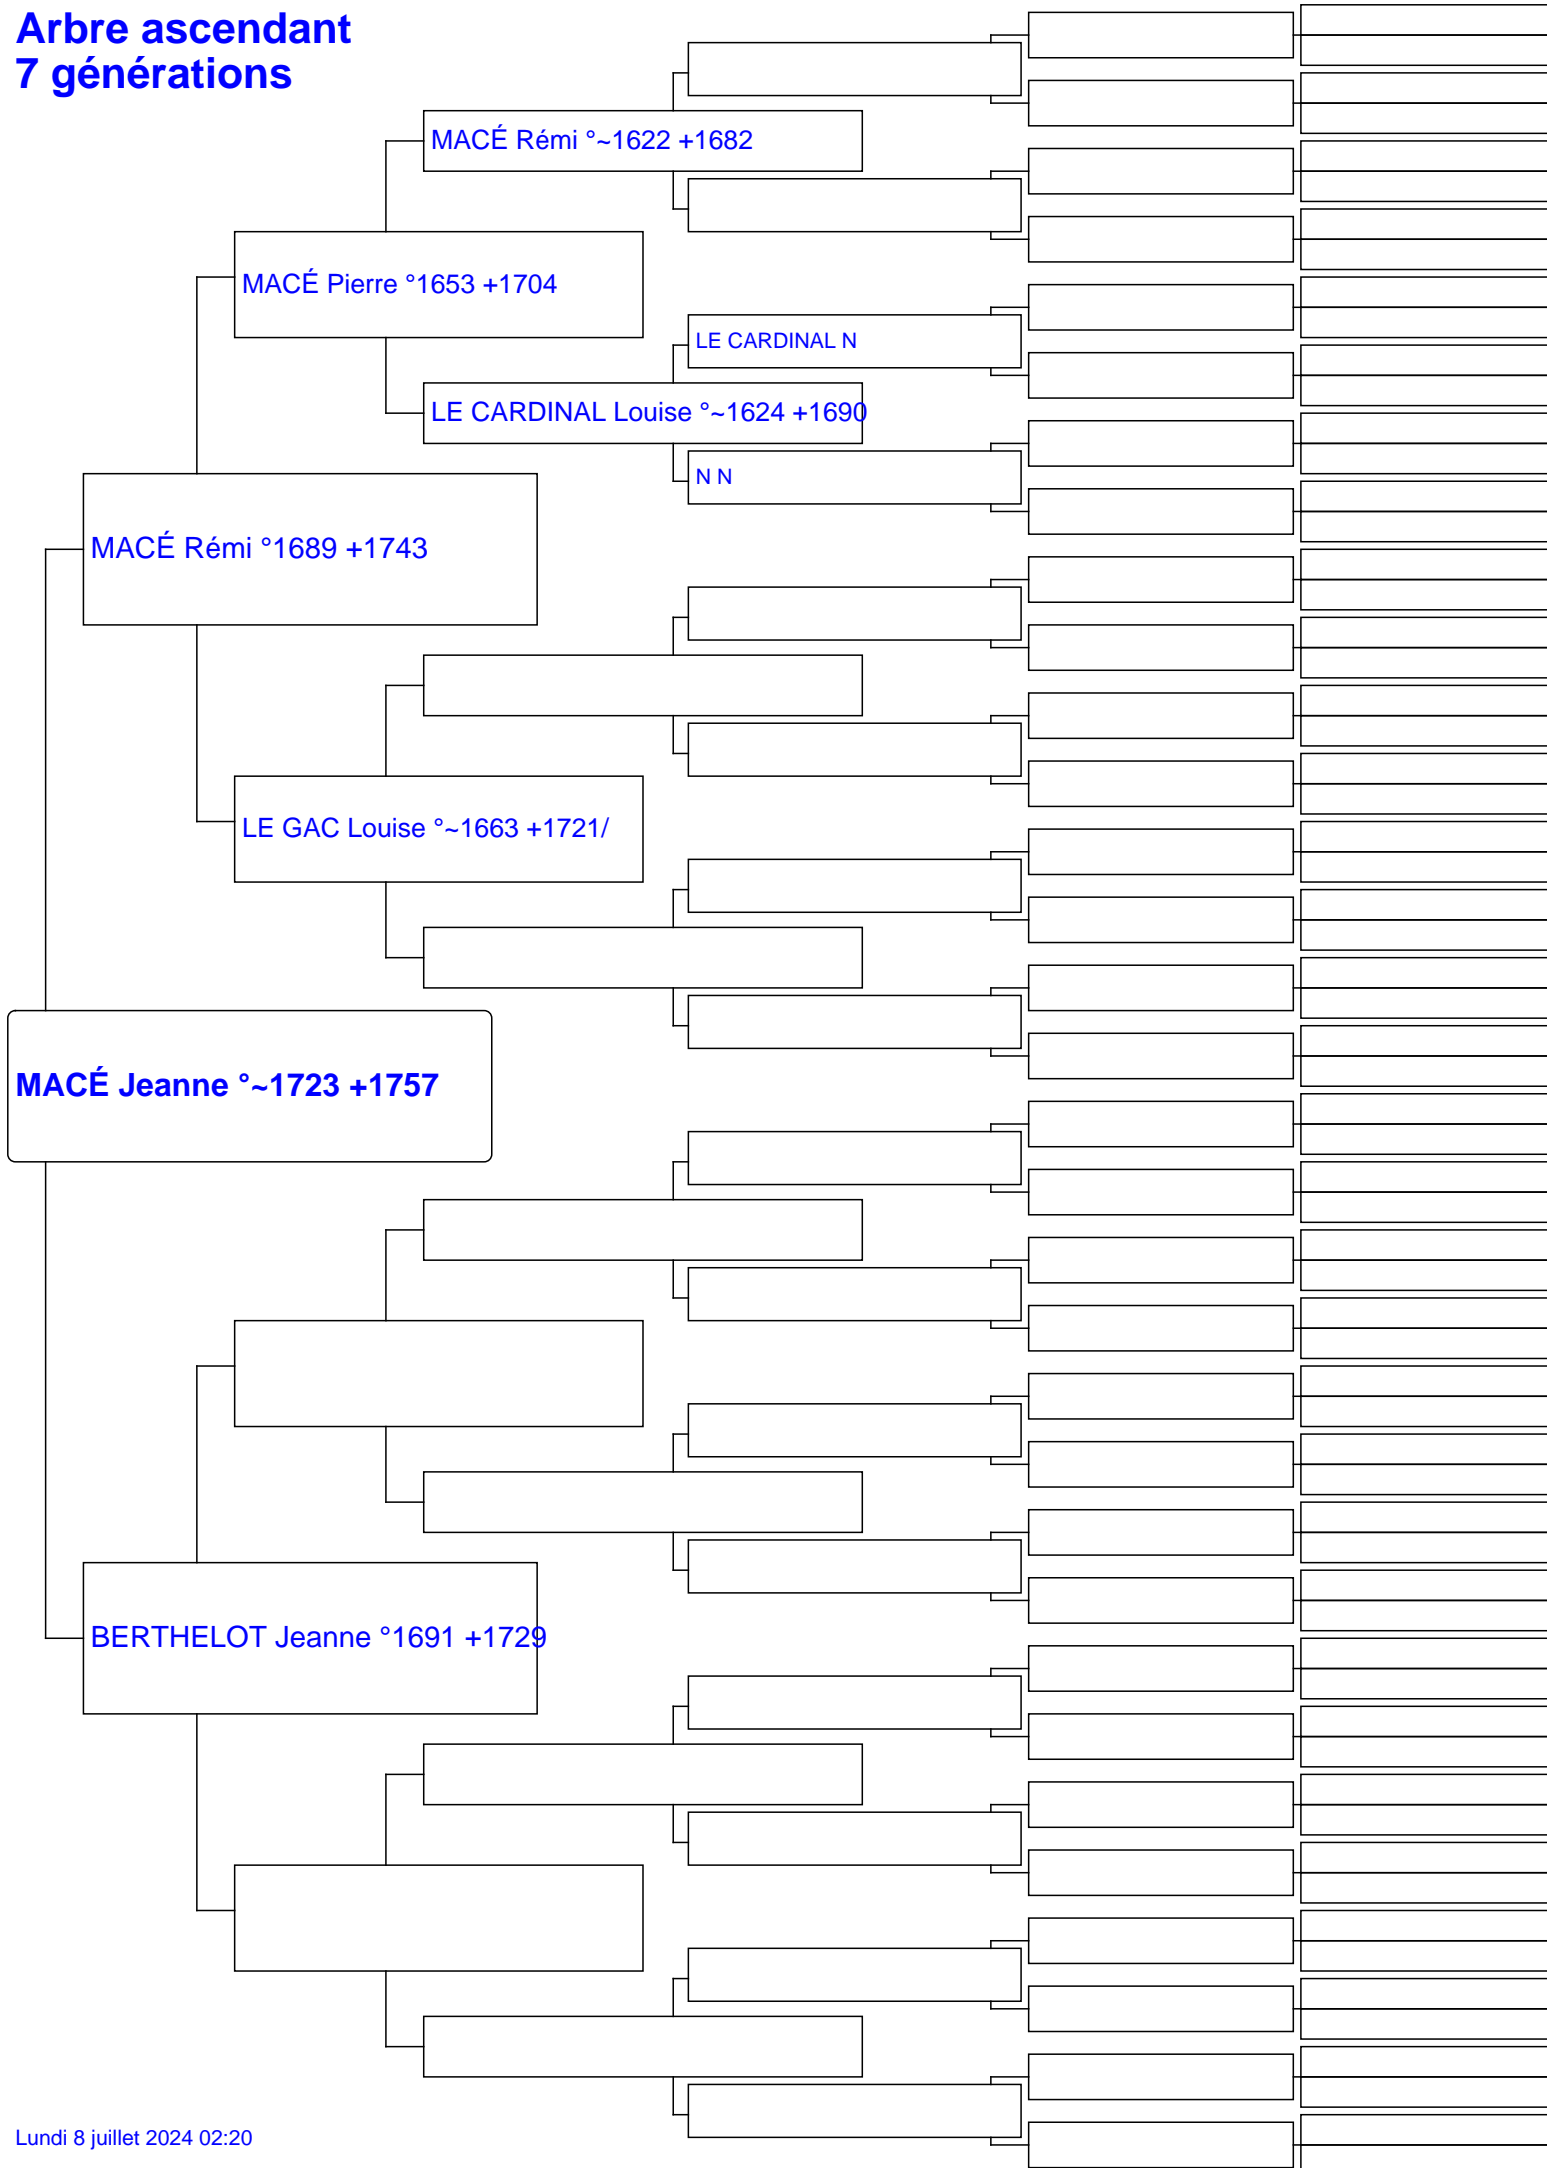 Arbre ascendant
7 générations
MACÉ Rémi °~1622 +1682
MACÉ Pierre °1653 +1704
LE CARDINAL N
LE CARDINAL Louise °~1624 +1690
N N
MACÉ Rémi °1689 +1743
LE GAC Louise °~1663 +1721/
MACÉ Jeanne °~1723 +1757
BERTHELOT Jeanne °1691 +1729
Lundi 8 juillet 2024 02:20